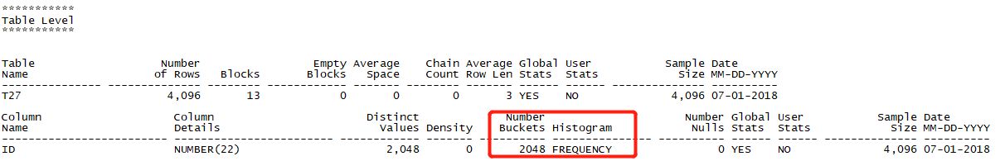 ***********
Table Level
***********
Table                   Number                 Empty Average    Chain Average Global User           Sample Date
Name                   of Rows   Blocks       Blocks   Space    Count Row Len Stats  Stats            Size MM-DD-YYYY
--------------- -------------- -------- ------------ ------- -------- ------- ------ ------ -------------- ----------
T27                      4,096       13            0       0        0       3 YES    NO              4,096 07-01-2018
Column                    Column                       Distinct              Number                  Number Global User           Sample Date
Name                      Details                        Values Density     Buckets Histogram         Nulls Stats  Stats            Size MM-DD-YYYY
------------------------- ------------------------ ------------ ------- ----------- --------------- ------- ------ ------ -------------- ----------
ID                        NUMBER(22)                      2,048       0        2048 FREQUENCY             0 YES    NO              4,096 07-01-2018